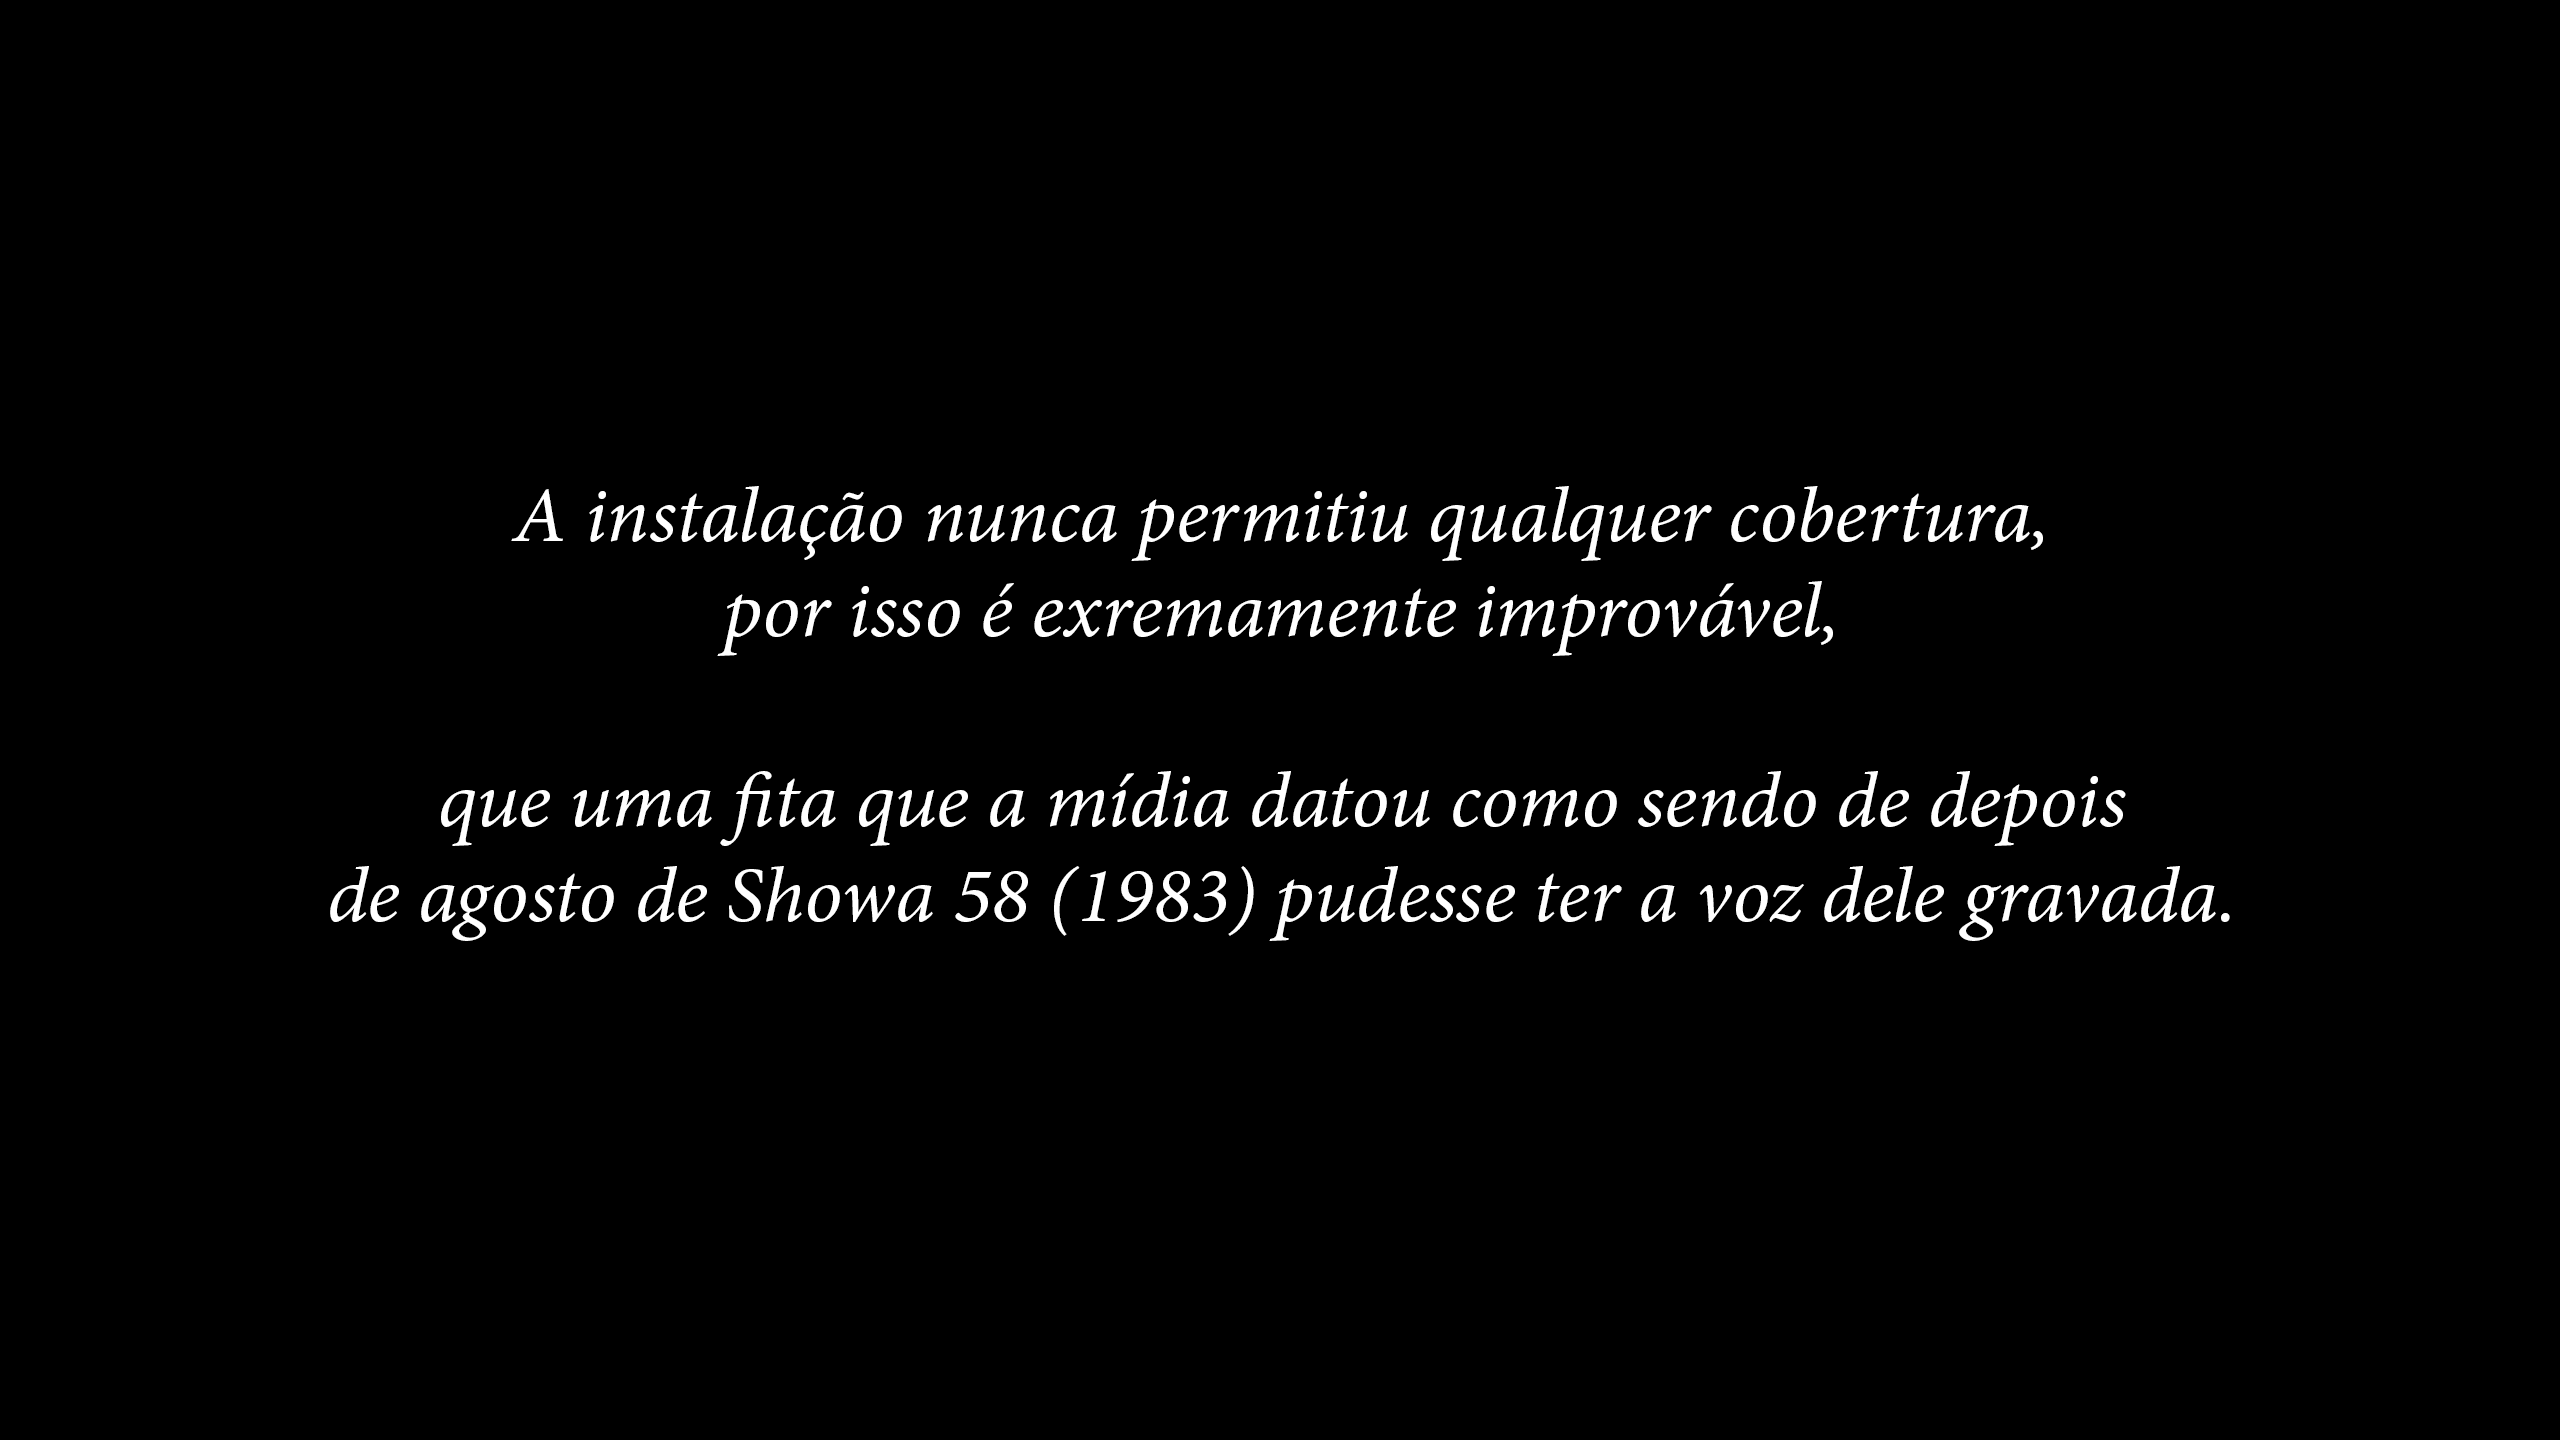 A instalação nunca permitiu qualquer cobertura,
por isso é exremamente improvável,
que uma fita que a mídia datou como sendo de depois
de agosto de Showa 58 (1983) pudesse ter a voz dele gravada.